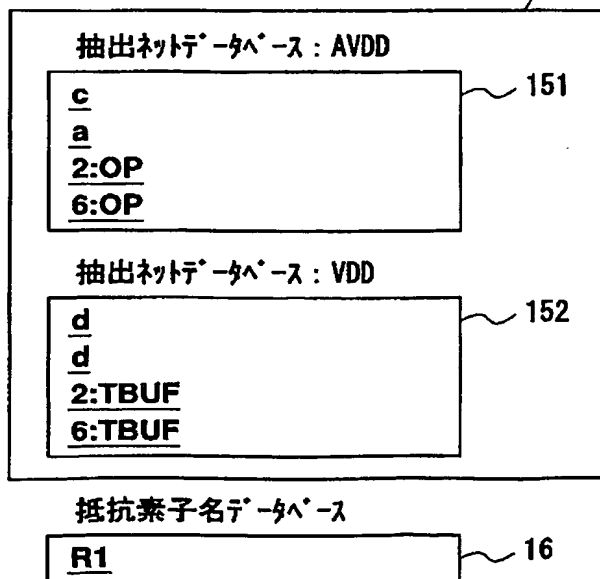 抽出ネットデータベース : AVDD
c
151
a
2:OP
6:OP
抽出ネットデータベース : VDD
d
152
d
2:TBUF
6:TBUF
抵抗素子名データベース
R1
16